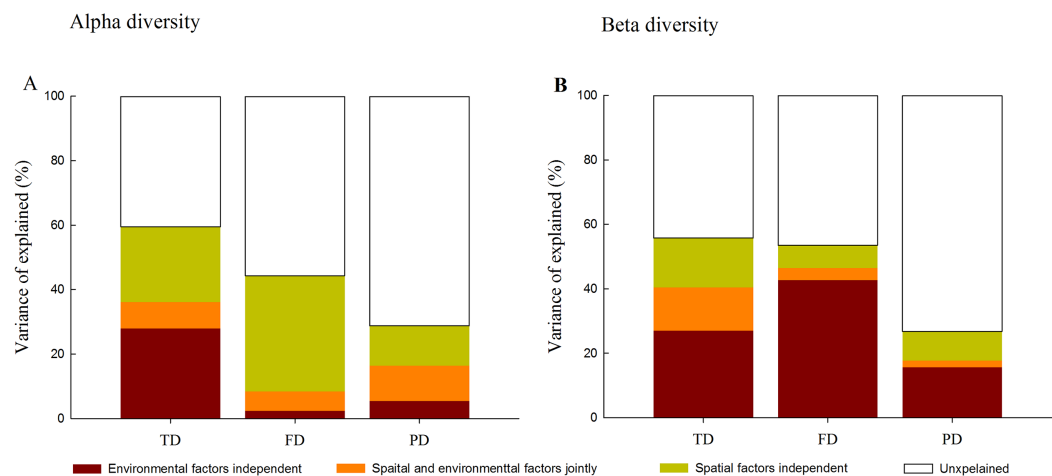 Alpha diversity
Beta diversity
A
B
Variance of explained (%)
100
80
60
40
20
0
TD
FD
PD
Variance of explained (%)
100
80
60
40
20
0
TD
FD
PD
Environmental factors independent
Spaital and environmenttal factors jointly
Spatial factors independent
Unxpelained